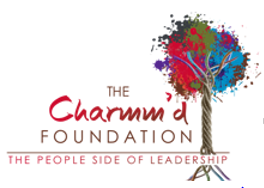 THE
Charmm'd
FOUNDATION
THE PEOPLE SIDE OF LEADERSHIP